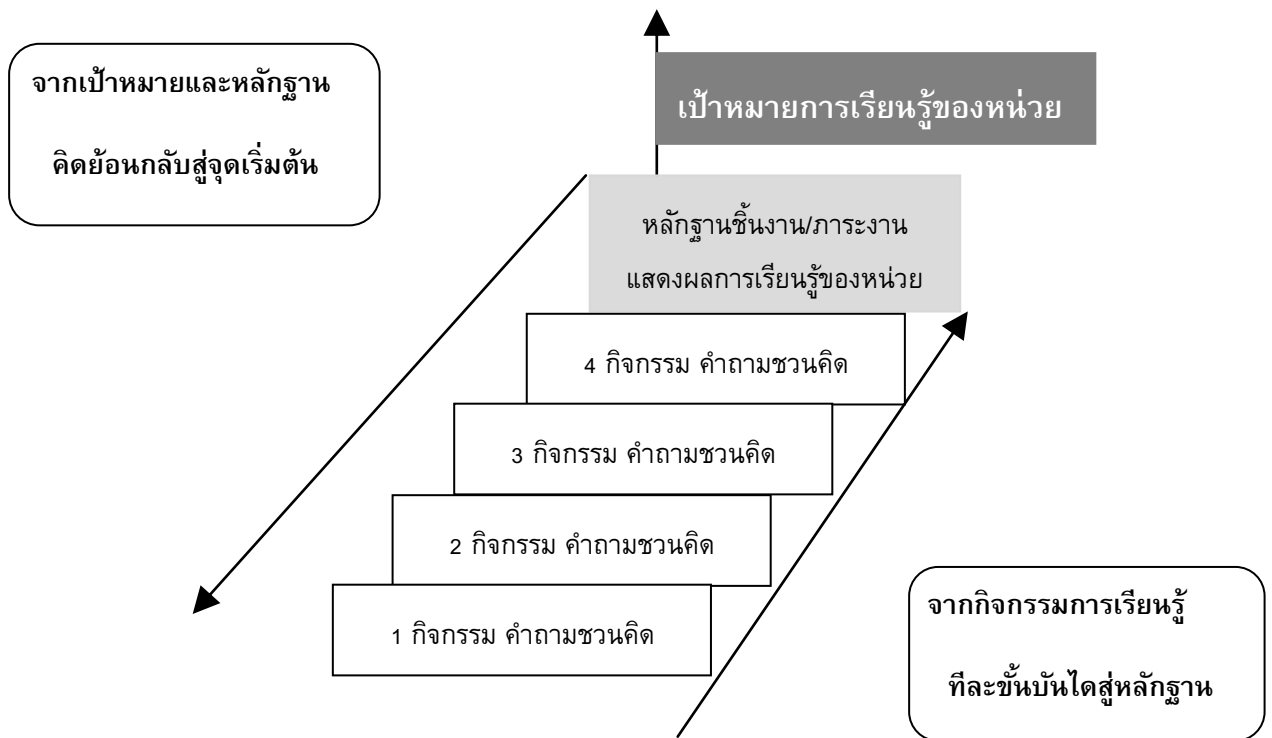 จากเป้าหมายและหลักฐาน
คิดย้อนกลับสู่จุดเริ่มต้น
เป้าหมายการเรียนรู้ของหน่วย
หลักฐานชิ้นงาน/ภาระงาน
แสดงผลการเรียนรู้ของหน่วย
4 กิจกรรม คำถามชวนคิด
3 กิจกรรม คำถามชวนคิด
2 กิจกรรม คำถามชวนคิด
1 กิจกรรม คำถามชวนคิด
จากกิจกรรมการเรียนรู้
ทีละขั้นบันไดสู่หลักฐาน